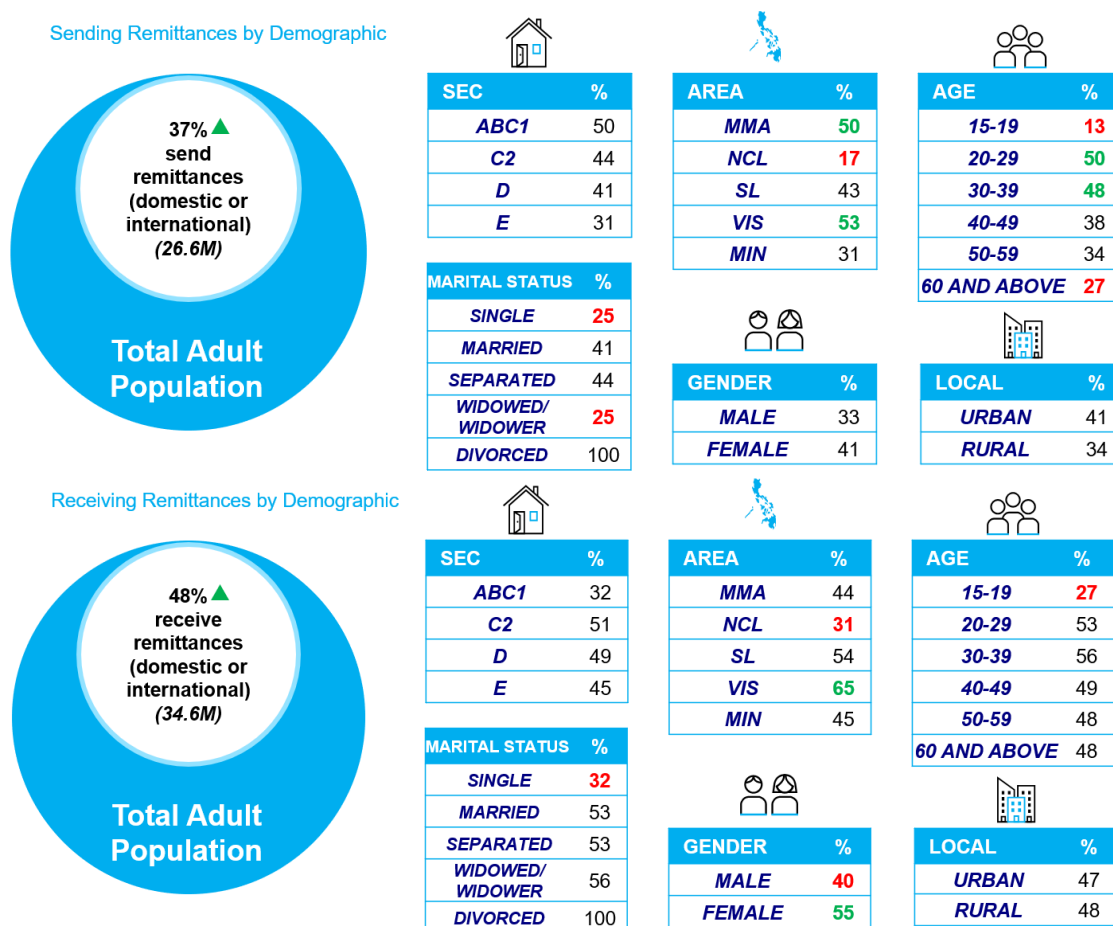 Sending Remittances by Demographic
37%
send
remittances
(domestic or
international)
(26.6M)
Total Adult
Population
SEC %
ABC1 50
C2 44
D 41
E 31
MARITAL STATUS %
SINGLE 25
MARRIED 41
SEPARATED 44
WIDOWED/
WIDOWER 25
DIVORCED 100
AREA %
MMA 50
NCL 17
SL 43
VIS 53
MIN 31
GENDER %
MALE 33
FEMALE 41
AGE %
15-19 13
20-29 50
30-39 48
40-49 38
50-59 34
60 AND ABOVE 27
LOCAL %
URBAN 41
RURAL 34
Receiving Remittances by Demographic
48%
receive
remittances
(domestic or
international)
(34.6M)
Total Adult
Population
SEC %
ABC1 32
C2 51
D 49
E 45
MARITAL STATUS %
SINGLE 32
MARRIED 53
SEPARATED 53
WIDOWED/
WIDOWER 56
DIVORCED 100
AREA %
MMA 44
NCL 31
SL 54
VIS 65
MIN 45
GENDER %
MALE 40
FEMALE 55
AGE %
15-19 27
20-29 53
30-39 56
40-49 49
50-59 48
60 AND ABOVE 48
LOCAL %
URBAN 47
RURAL 48